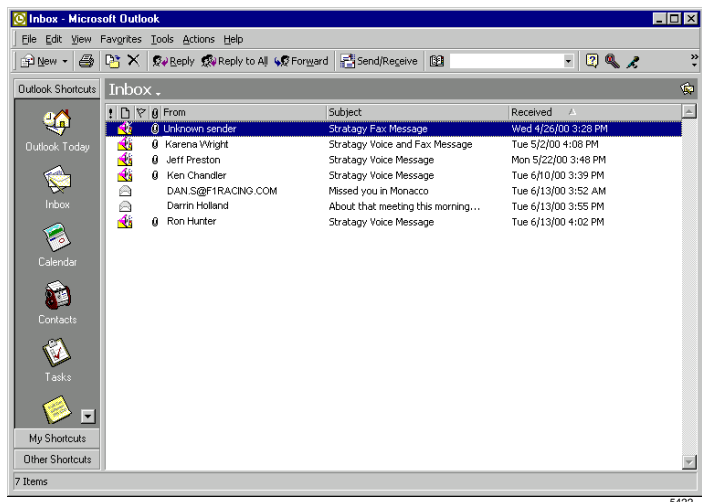 Inbox - Microsoft Outlook
File Edit View Favorites Tools Actions Help
New Reply Reply to All Forward Send/Receive
Outlook Shortcuts Inbox
! From Subject Received
Unknown sender Stratagy Fax Message Wed 4/26/00 3:28 PM
Karena Wright Stratagy Voice and Fax Message Tue 5/2/00 4:08 PM
Jeff Preston Stratagy Voice Message Mon 5/22/00 3:48 PM
Ken Chandler Stratagy Voice Message Tue 6/10/00 3:39 PM
DAN.S@F1RACING.COM Missed you in Monacco Tue 6/13/00 3:52 AM
Darrin Holland About that meeting this morning... Tue 6/13/00 3:55 PM
Ron Hunter Stratagy Voice Message Tue 6/13/00 4:02 PM
Outlook Today
Inbox
Calendar
Contacts
Tasks
My Shortcuts
Other Shortcuts
7 Items